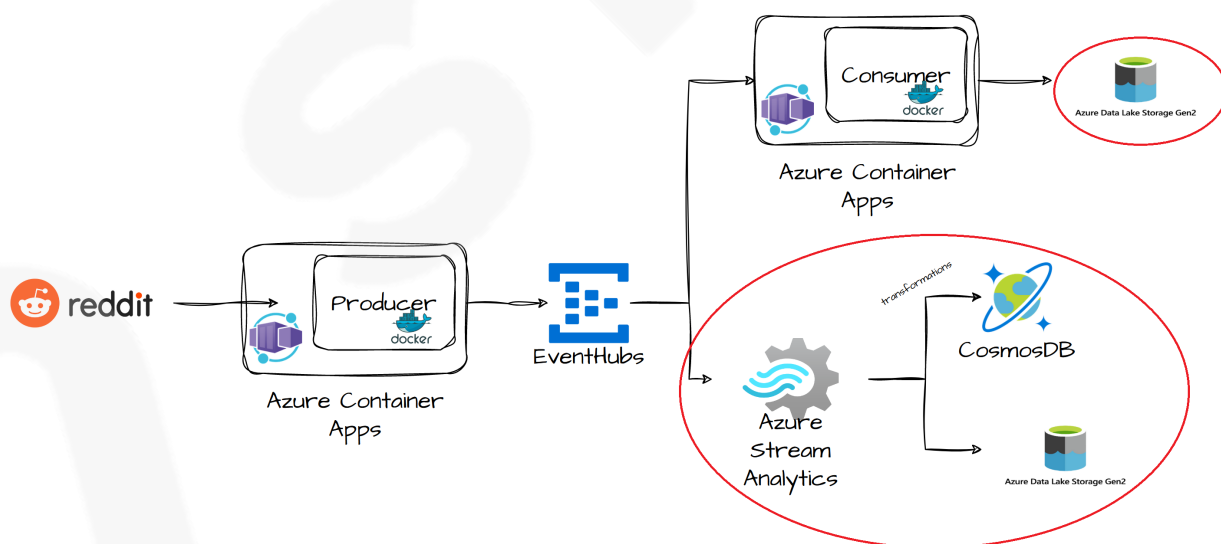 Consumer
docker
Azure Data Lake Storage Gen2
Azure Container
Apps
reddit
Producer
docker
Azure Container
Apps
EventHubs
transformations
CosmosDB
Azure
Stream
Analytics
Azure Data Lake Storage Gen2